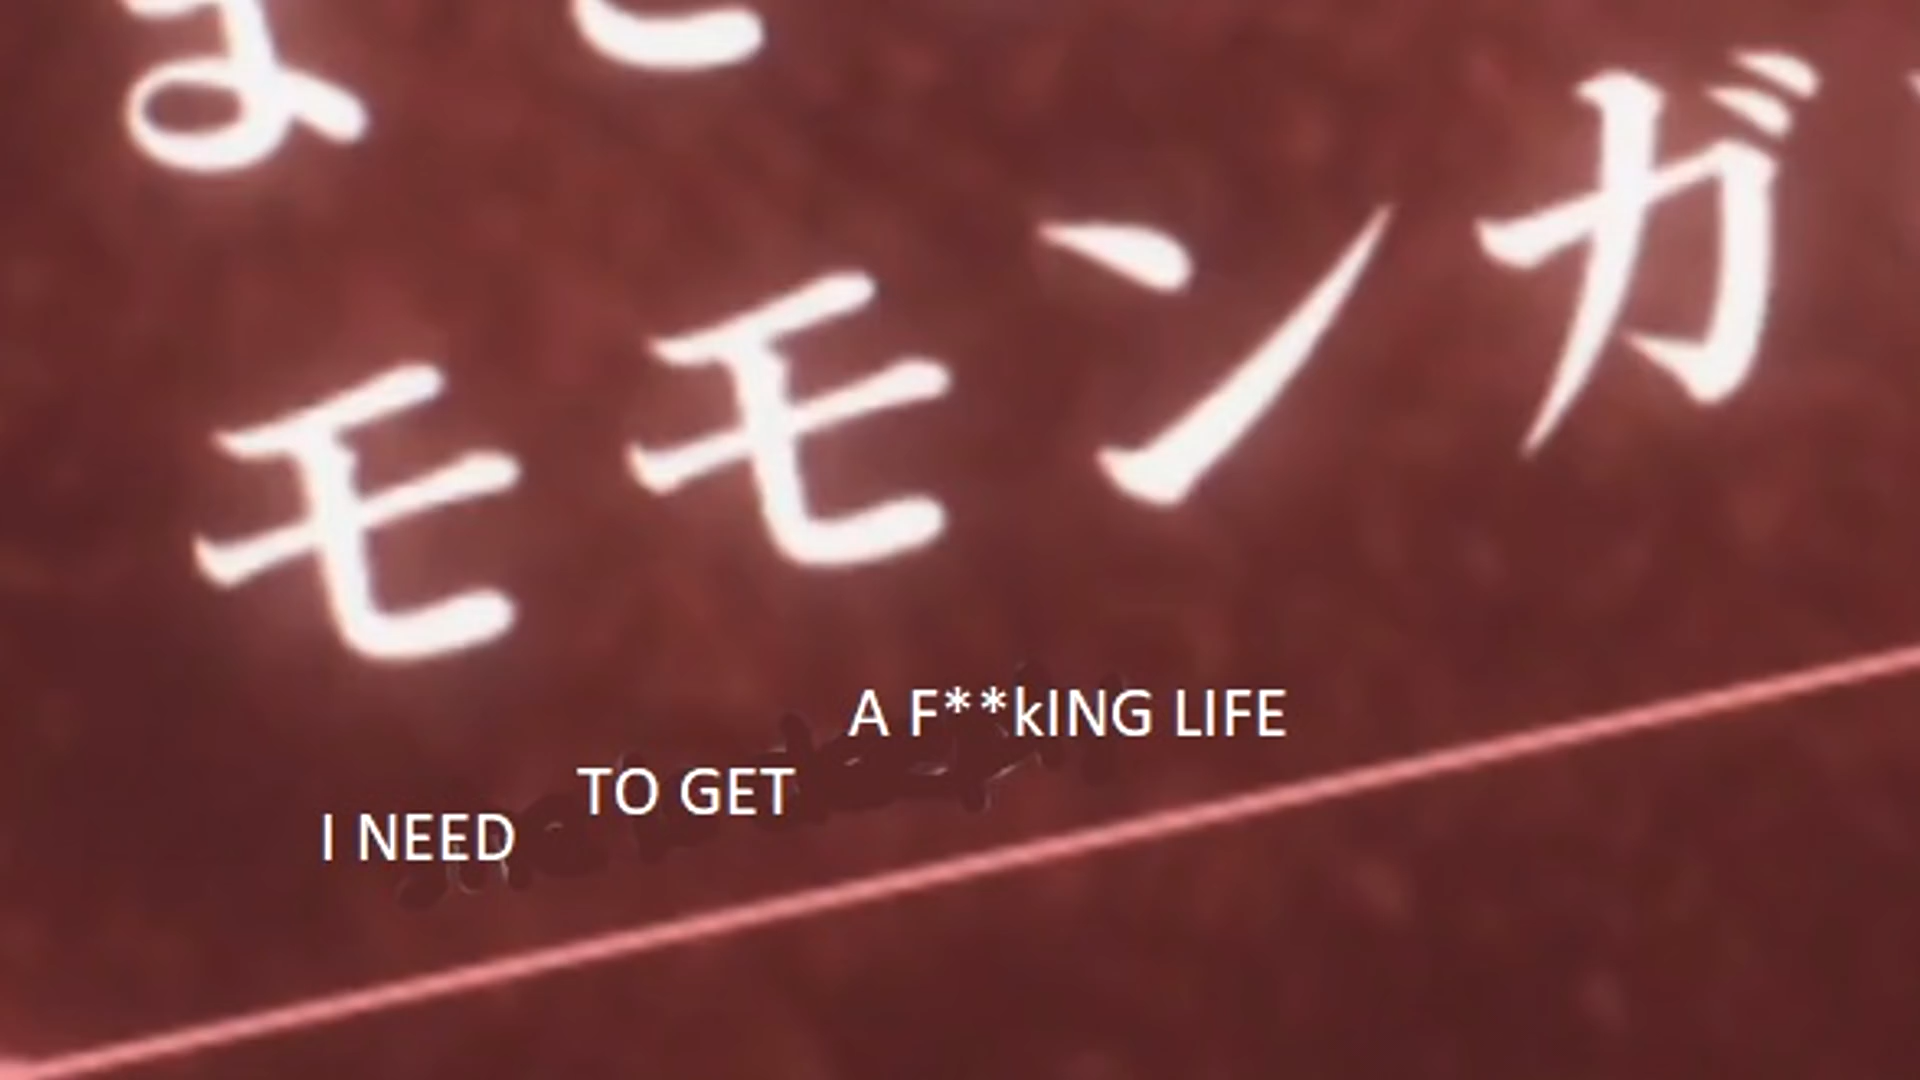 モモンガ
I NEED TO GET A F**kING LIFE